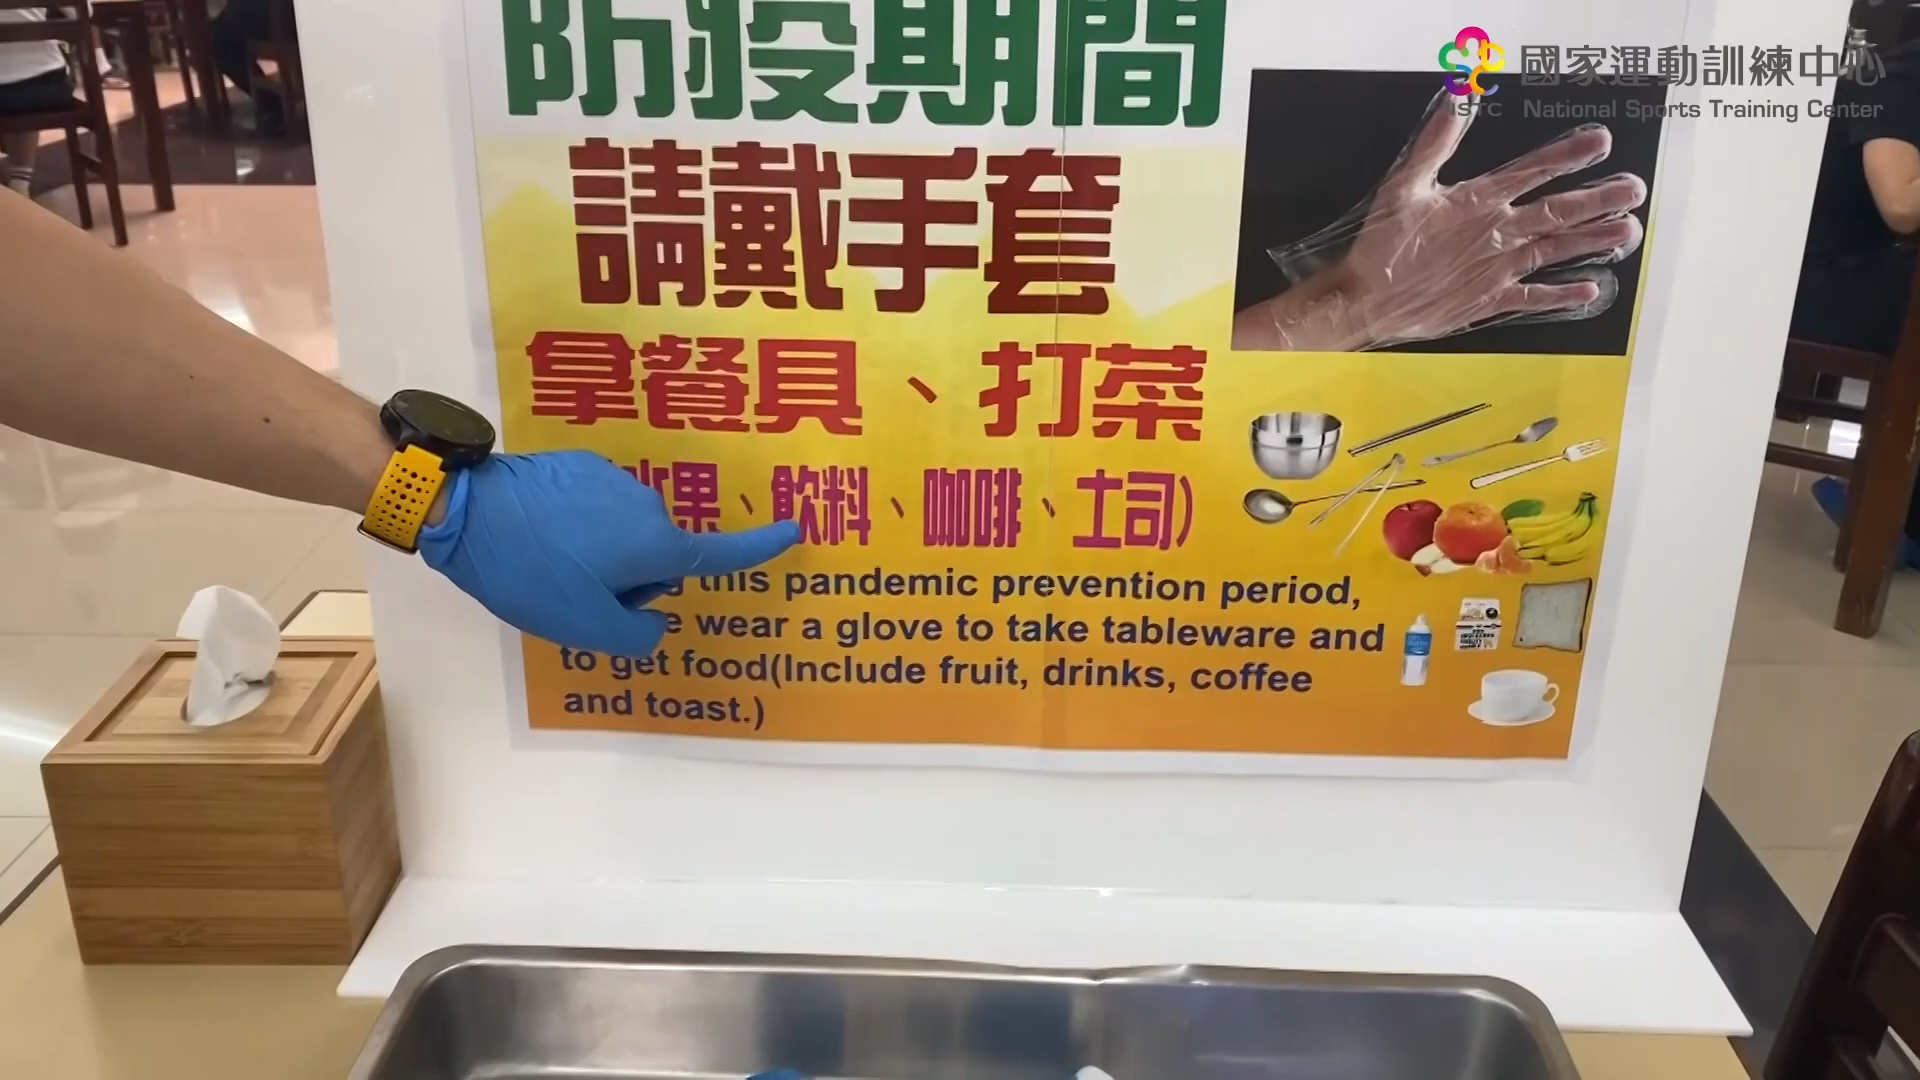 防疫期間
請戴手套
拿餐具、打菜
水果、飲料、咖啡、土司)
this pandemic prevention period,
wear a glove to take tableware and
to get food(Include fruit, drinks, coffee
and toast.)
國家運動訓練中心
National Sports Training Center